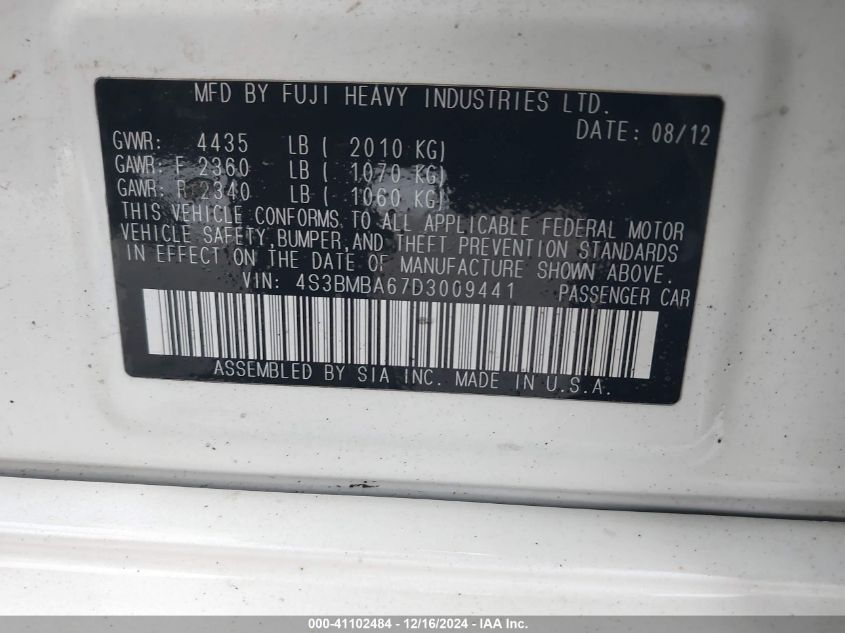 MFD BY FUJI HEAVY INDUSTRIES LTD.
DATE: 08/12
GVWR: 4435 LB ( 2010 KG)
GAWR: F 2360 LB ( 1070 KG)
GAWR: R 2340 LB ( 1060 KG)
THIS VEHICLE CONFORMS TO ALL APPLICABLE FEDERAL MOTOR
VEHICLE SAFETY,BUMPER,AND THEFT PREVENTION STANDARDS
IN EFFECT ON THE DATE OF MANUFACTURE SHOWN ABOVE.
VIN: 4S3BMBA67D3009441 PASSENGER CAR
ASSEMBLED BY SIA INC. MADE IN U.S.A.
000-41102484 - 12/16/2024 - IAA Inc.